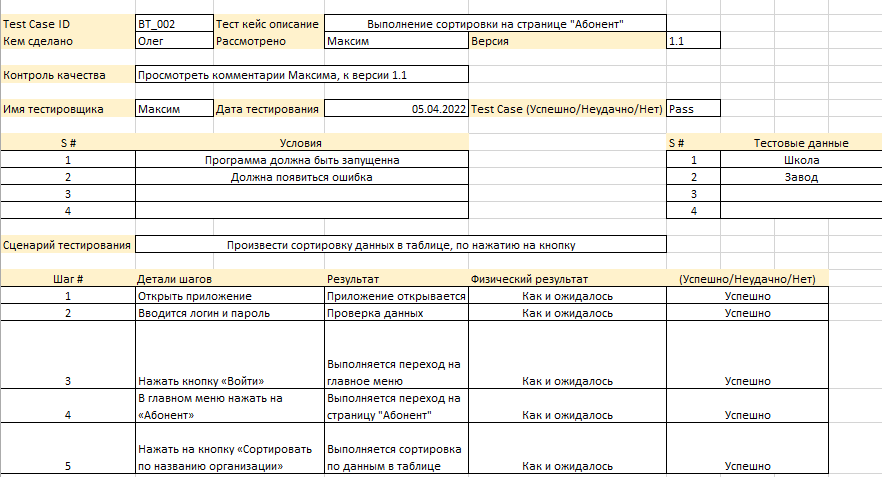 Test Case ID BT_002 Тест кейс описание Выполнение сортировки на странице "Абонент"
Кем сделано Олег Рассмотрено Максим Версия 1.1
Контроль качества Просмотреть комментарии Максима, к версии 1.1
Имя тестировщика Максим Дата тестирования 05.04.2022 Test Case (Успешно/Неудачно/Нет) Pass
S # Условия S # Тестовые данные
1 Программа должна быть запущенна 1 Школа
2 Должна появиться ошибка 2 Завод
3 3
4 4
Сценарий тестирования Произвести сортировку данных в таблице, по нажатию на кнопку
Шаг # Детали шагов Результат Физический результат (Успешно/Неудачно/Нет)
1 Открыть приложение Приложение открывается Как и ожидалось Успешно
2 Вводится логин и пароль Проверка данных Как и ожидалось Успешно
Выполняется переход на
3 Нажать кнопку «Войти» главное меню Как и ожидалось Успешно
В главном меню нажать на Выполняется переход на
4 «Абонент» страницу "Абонент" Как и ожидалось Успешно
Нажать на кнопку «Сортировать Выполняется сортировка
5 по названию организации» по данным в таблице Как и ожидалось Успешно